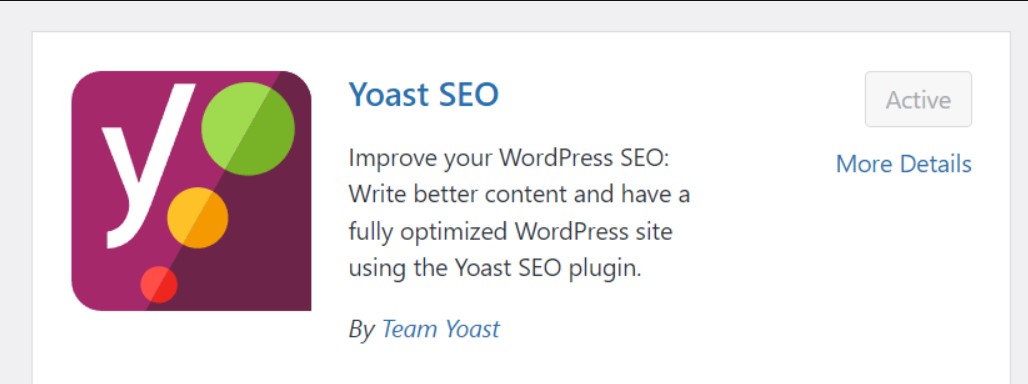 y
Yoast SEO
Active
More Details
Improve your WordPress SEO:
Write better content and have a
fully optimized WordPress site
using the Yoast SEO plugin.
By Team Yoast